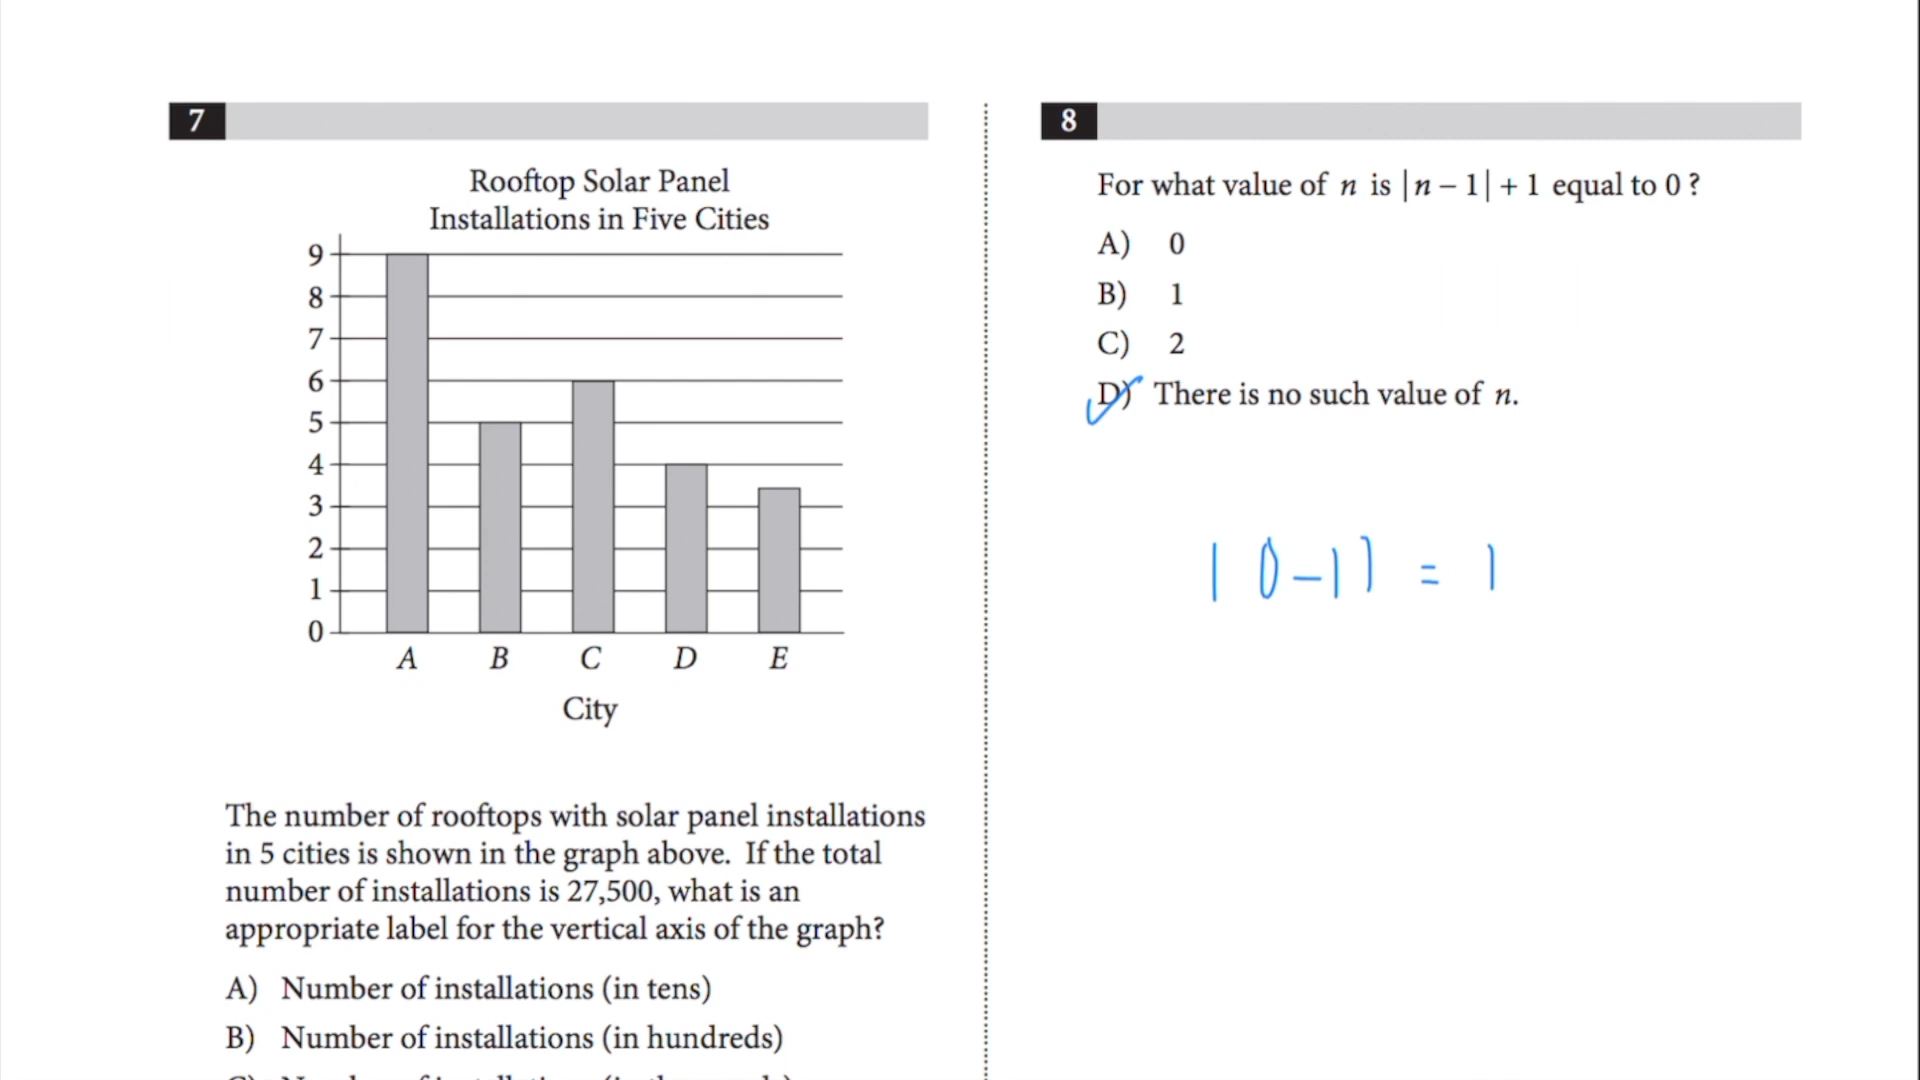 7
Rooftop Solar Panel
Installations in Five Cities
9
8
7
6
5
4
3
2
1
0
A B C D E
City
The number of rooftops with solar panel installations
in 5 cities is shown in the graph above. If the total
number of installations is 27,500, what is an
appropriate label for the vertical axis of the graph?
A) Number of installations (in tens)
B) Number of installations (in hundreds)
8
For what value of n is |n − 1| + 1 equal to 0 ?
A) 0
B) 1
C) 2
D) There is no such value of n.
|0−1| = 1